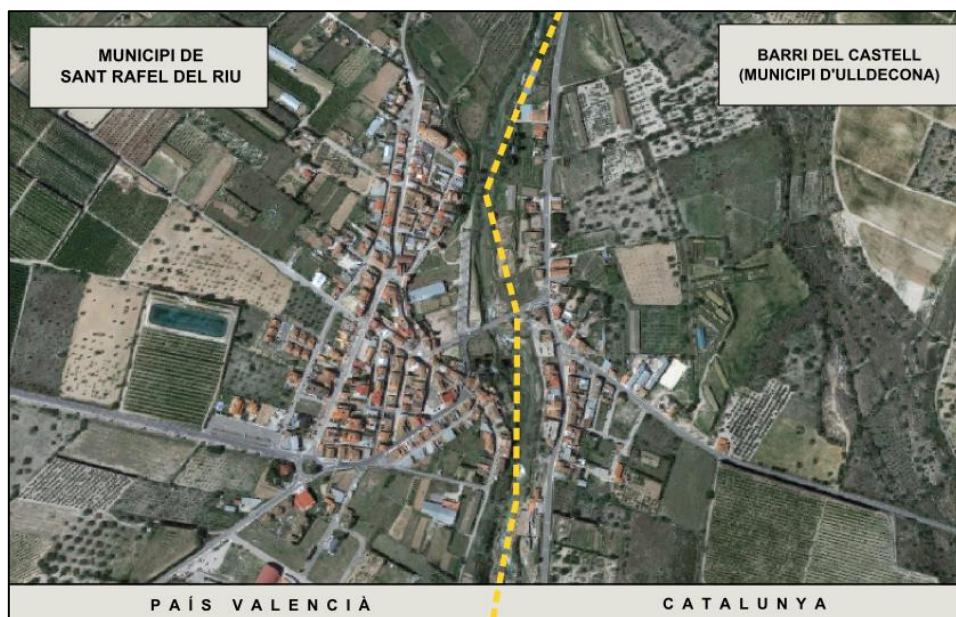 MUNICIPI DE
SANT RAFEL DEL RIU
BARRI DEL CASTELL
(MUNICIPI D'ULLDECONA)
PAÍS VALENCIÀ
CATALUNYA